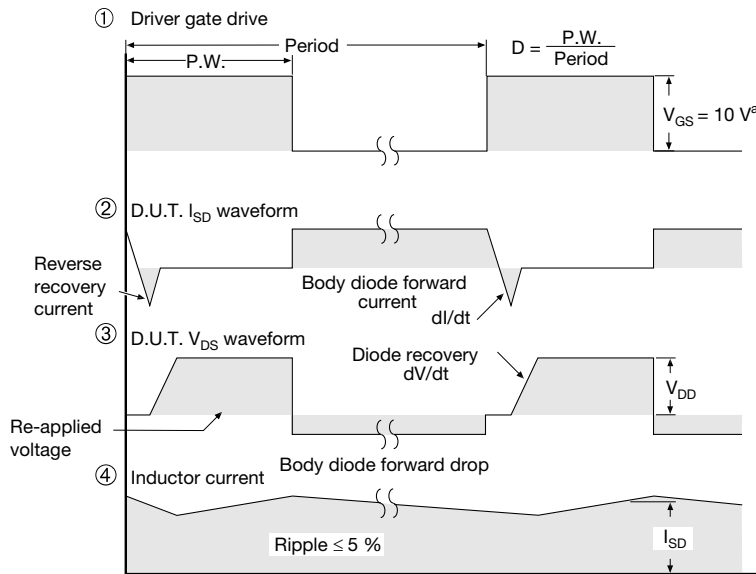 ① Driver gate drive
Period
P.W.
D = P.W. / Period
V_GS = 10 V^a
② D.U.T. I_SD waveform
Reverse
recovery
current
Body diode forward
current
dI/dt
③ D.U.T. V_DS waveform
Diode recovery
dV/dt
V_DD
Re-applied
voltage
Body diode forward drop
④ Inductor current
Ripple ≤ 5 %
I_SD